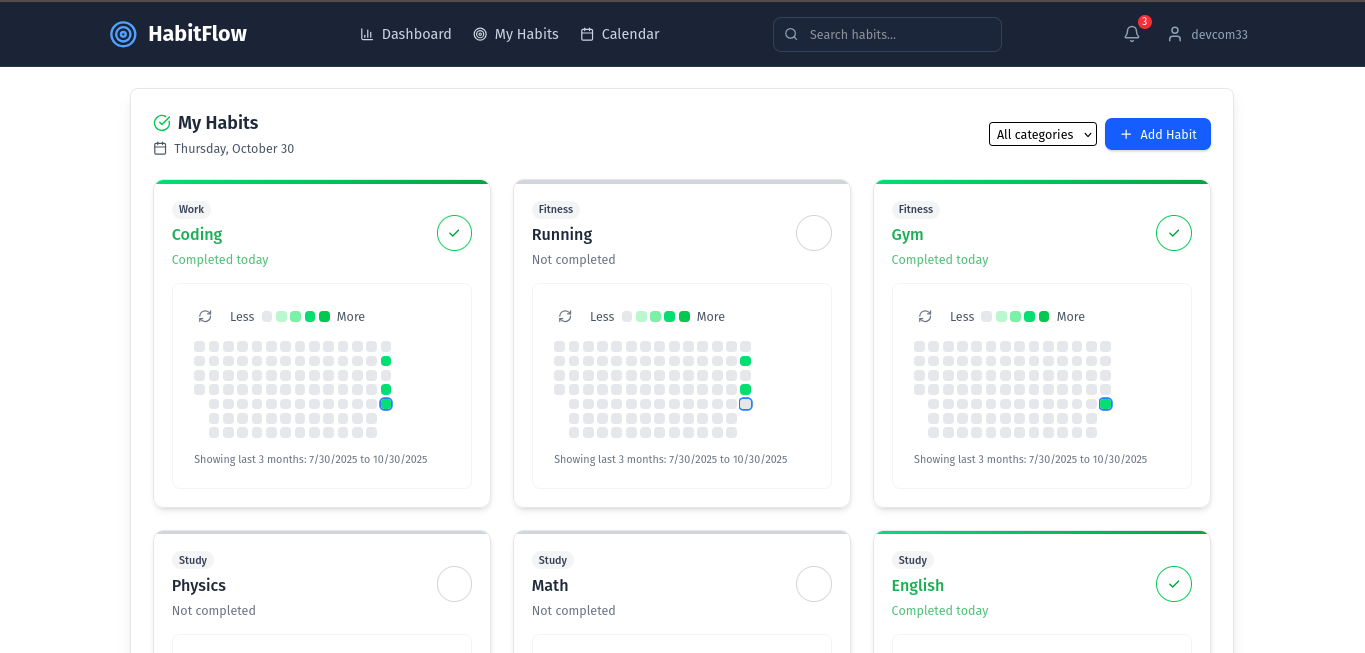 HabitFlow
Dashboard
My Habits
Calendar
Search habits...
3
devcom33
My Habits
Thursday, October 30
All categories
Add Habit
Work
Coding
Completed today
Less
More
Showing last 3 months: 7/30/2025 to 10/30/2025
Fitness
Running
Not completed
Less
More
Showing last 3 months: 7/30/2025 to 10/30/2025
Fitness
Gym
Completed today
Less
More
Showing last 3 months: 7/30/2025 to 10/30/2025
Study
Physics
Not completed
Study
Math
Not completed
Study
English
Completed today